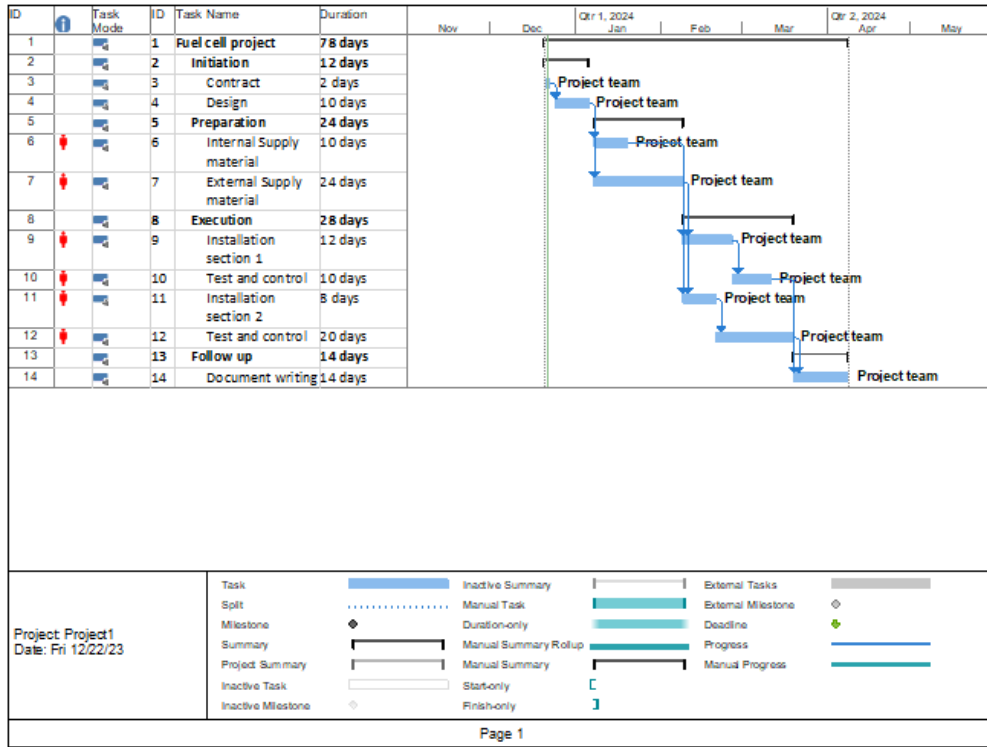 ID Task Mode ID Task Name Duration Qtr 1, 2024 Qtr 2, 2024
Nov Dec Jan Feb Mar Apr May
1 1 Fuel cell project 78 days
2 2 Initiation 12 days
3 3 Contract 2 days Project team
4 4 Design 10 days Project team
5 5 Preparation 24 days
6 6 Internal Supply material 10 days Project team
7 7 External Supply material 24 days Project team
8 8 Execution 28 days
9 9 Installation section 1 12 days Project team
10 10 Test and control 10 days Project team
11 11 Installation section 2 8 days Project team
12 12 Test and control 20 days Project team
13 13 Follow up 14 days
14 14 Document writing 14 days Project team
Project: Project1
Date: Fri 12/22/23
Task Inactive Summary External Tasks
Split Manual Task External Milestone
Milestone Duration-only Deadline
Summary Manual Summary Rollup Progress
Project Summary Manual Summary Manual Progress
Inactive Task Start-only
Inactive Milestone Finish-only
Page 1